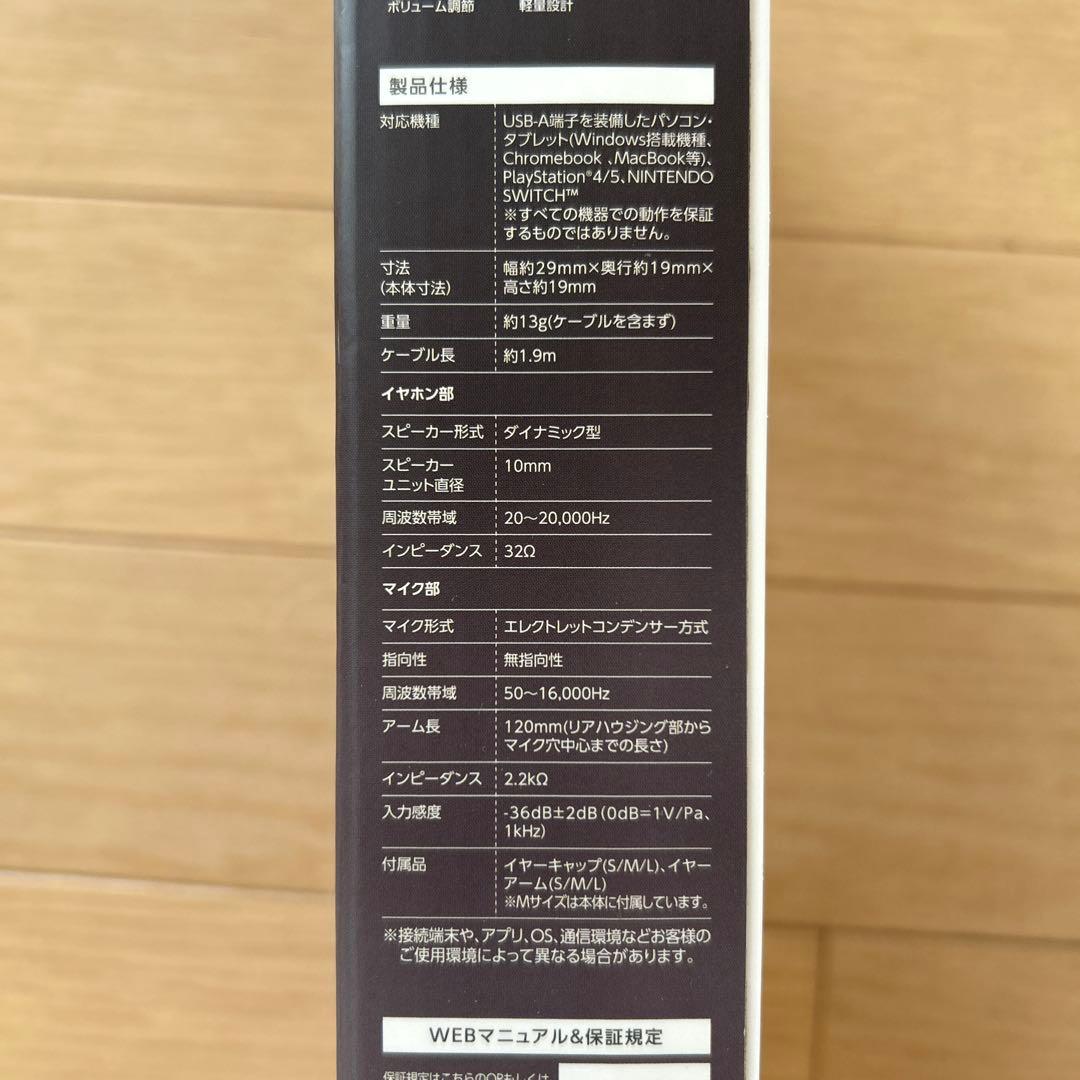 ボリューム調節 軽量設計
製品仕様
対応機種 USB-A端子を装備したパソコン・
タブレット(Windows搭載機種、
Chromebook 、MacBook等)、
PlayStation®4/5、NINTENDO
SWITCH™
※すべての機器での動作を保証
するものではありません。
寸法 幅約29mm×奥行約19mm×
(本体寸法) 高さ約19mm
重量 約13g(ケーブルを含まず)
ケーブル長 約1.9m
イヤホン部
スピーカー形式 ダイナミック型
スピーカー 10mm
ユニット直径
周波数帯域 20〜20,000Hz
インピーダンス 32Ω
マイク部
マイク形式 エレクトレットコンデンサー方式
指向性 無指向性
周波数帯域 50〜16,000Hz
アーム長 120mm(リアハウジング部から
マイク穴中心までの長さ)
インピーダンス 2.2kΩ
入力感度 -36dB±2dB(0dB=1V/Pa、
1kHz)
付属品 イヤーキャップ(S/M/L)、イヤー
アーム(S/M/L)
※Mサイズは本体に付属しています。
※接続端末や、アプリ、OS、通信環境などお客様の
ご使用環境によって異なる場合があります。
WEBマニュアル&保証規定
保証規定はこちらのQRもしくは